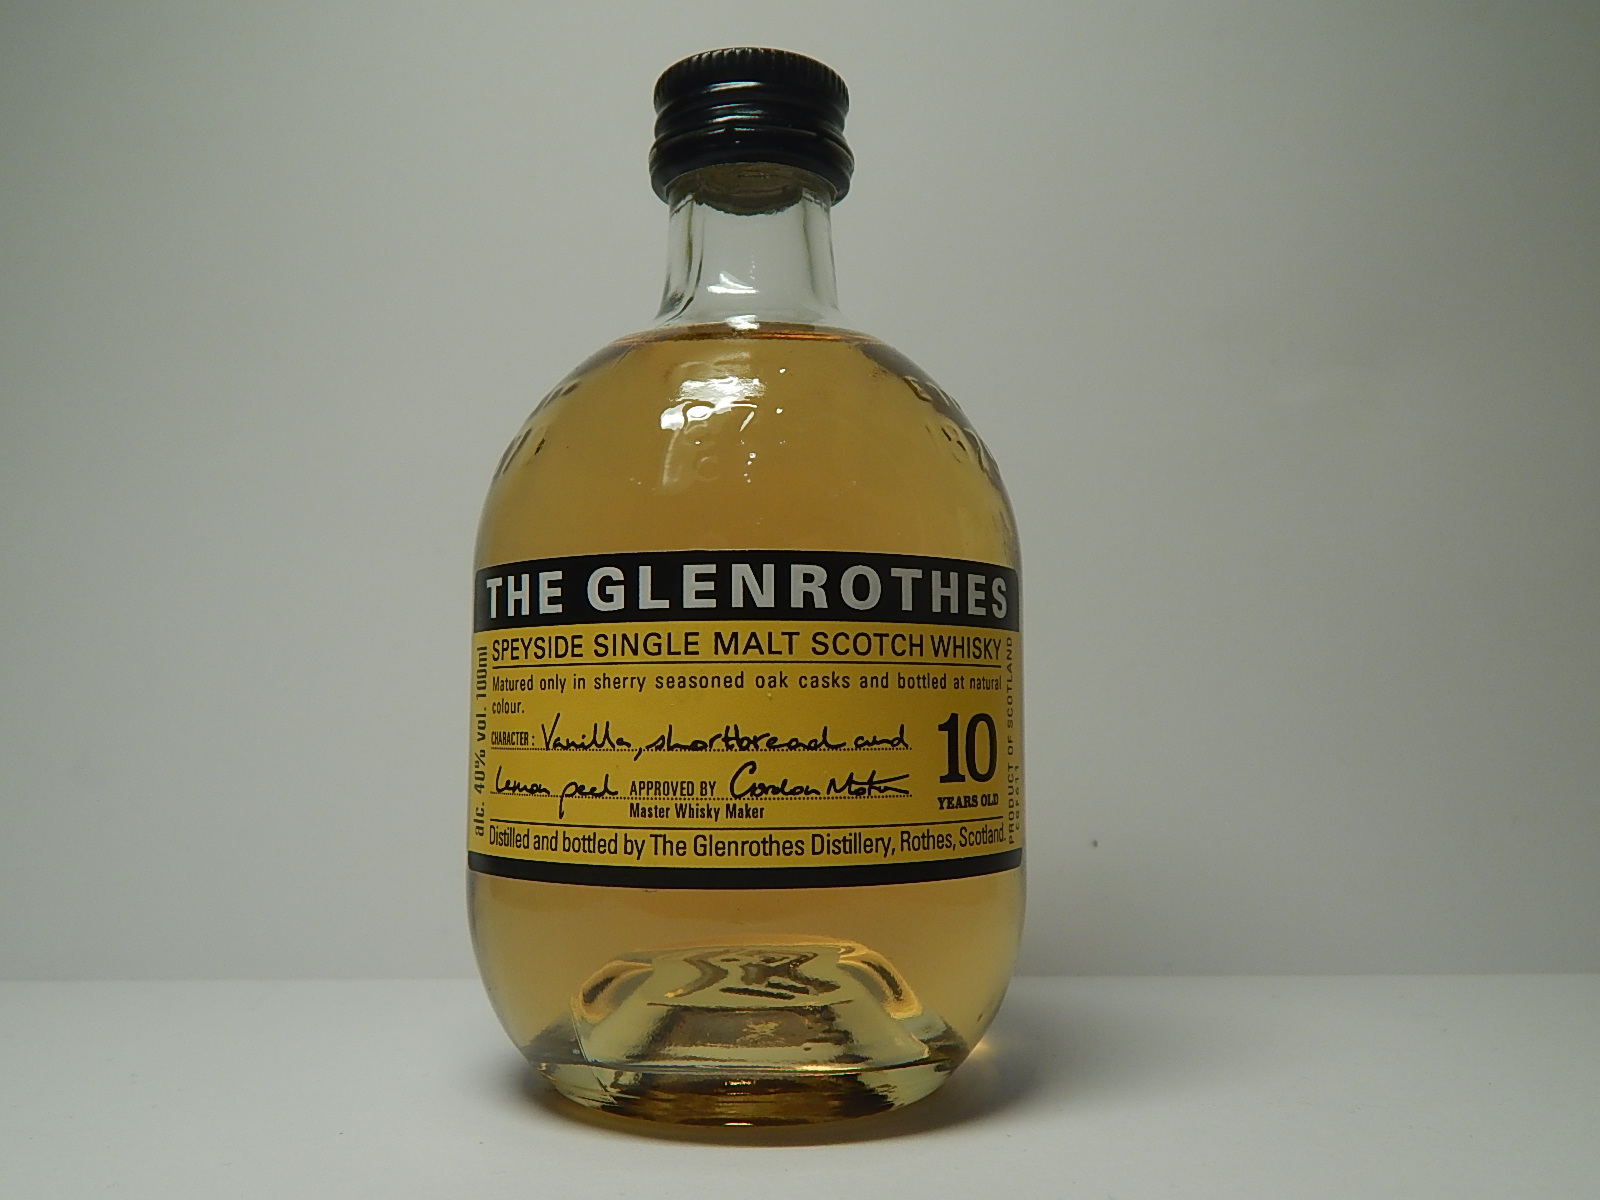 THE GLENROTHES
SPEYSIDE SINGLE MALT SCOTCH WHISKY
Matured only in sherry seasoned oak casks and bottled at natural
colour.
CHARACTER: Vanilla, shortbread and
lemon peel APPROVED BY Gordon Motion
Master Whisky Maker
10
YEARS OLD
Distilled and bottled by The Glenrothes Distillery, Rothes, Scotland.
alc. 40% vol. 100ml
PRODUCT OF SCOTLAND